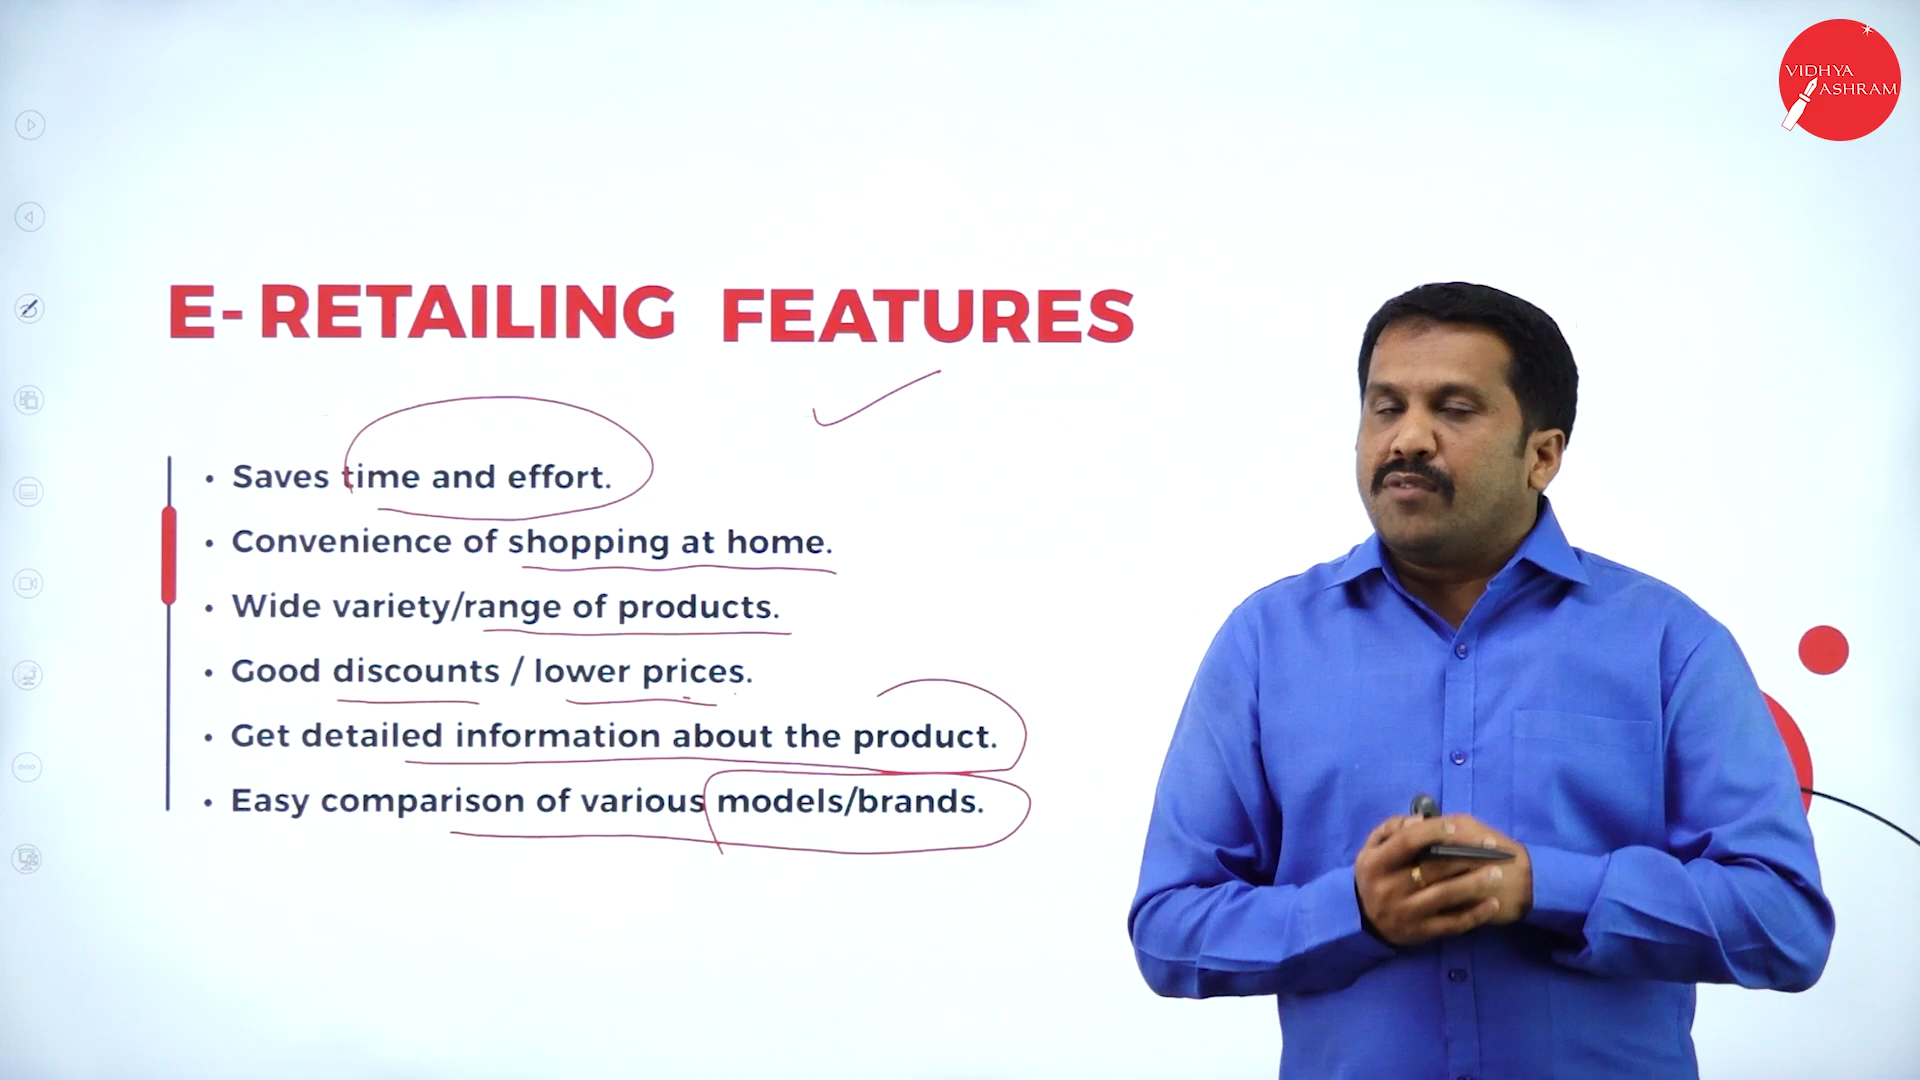 VIDHYA
ASHRAM
E-RETAILING FEATURES
• Saves time and effort.
• Convenience of shopping at home.
• Wide variety/range of products.
• Good discounts / lower prices.
• Get detailed information about the product.
• Easy comparison of various models/brands.